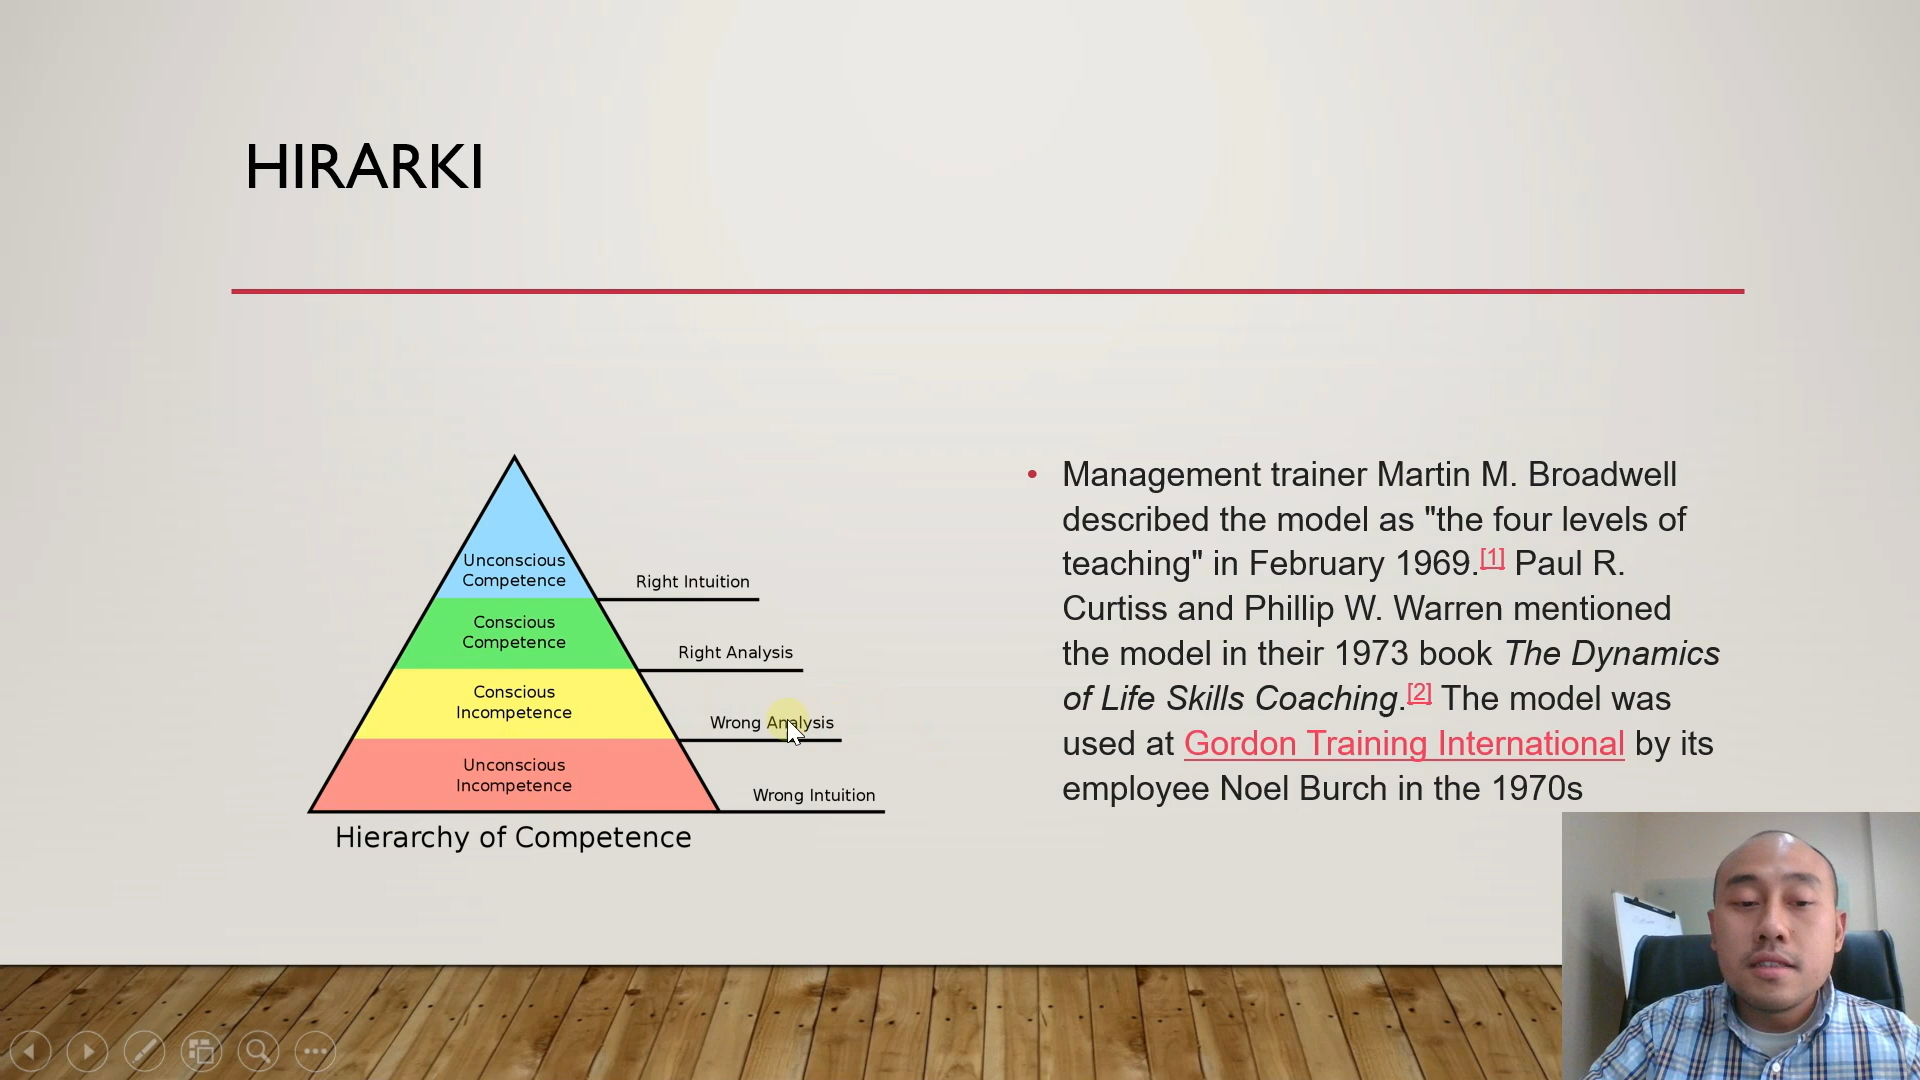 HIRARKI
Unconscious
Competence
Right Intuition
Conscious
Competence
Right Analysis
Conscious
Incompetence
Wrong Analysis
Unconscious
Incompetence
Wrong Intuition
Hierarchy of Competence
• Management trainer Martin M. Broadwell
described the model as "the four levels of
teaching" in February 1969.[1] Paul R.
Curtiss and Phillip W. Warren mentioned
the model in their 1973 book The Dynamics
of Life Skills Coaching.[2] The model was
used at Gordon Training International by its
employee Noel Burch in the 1970s